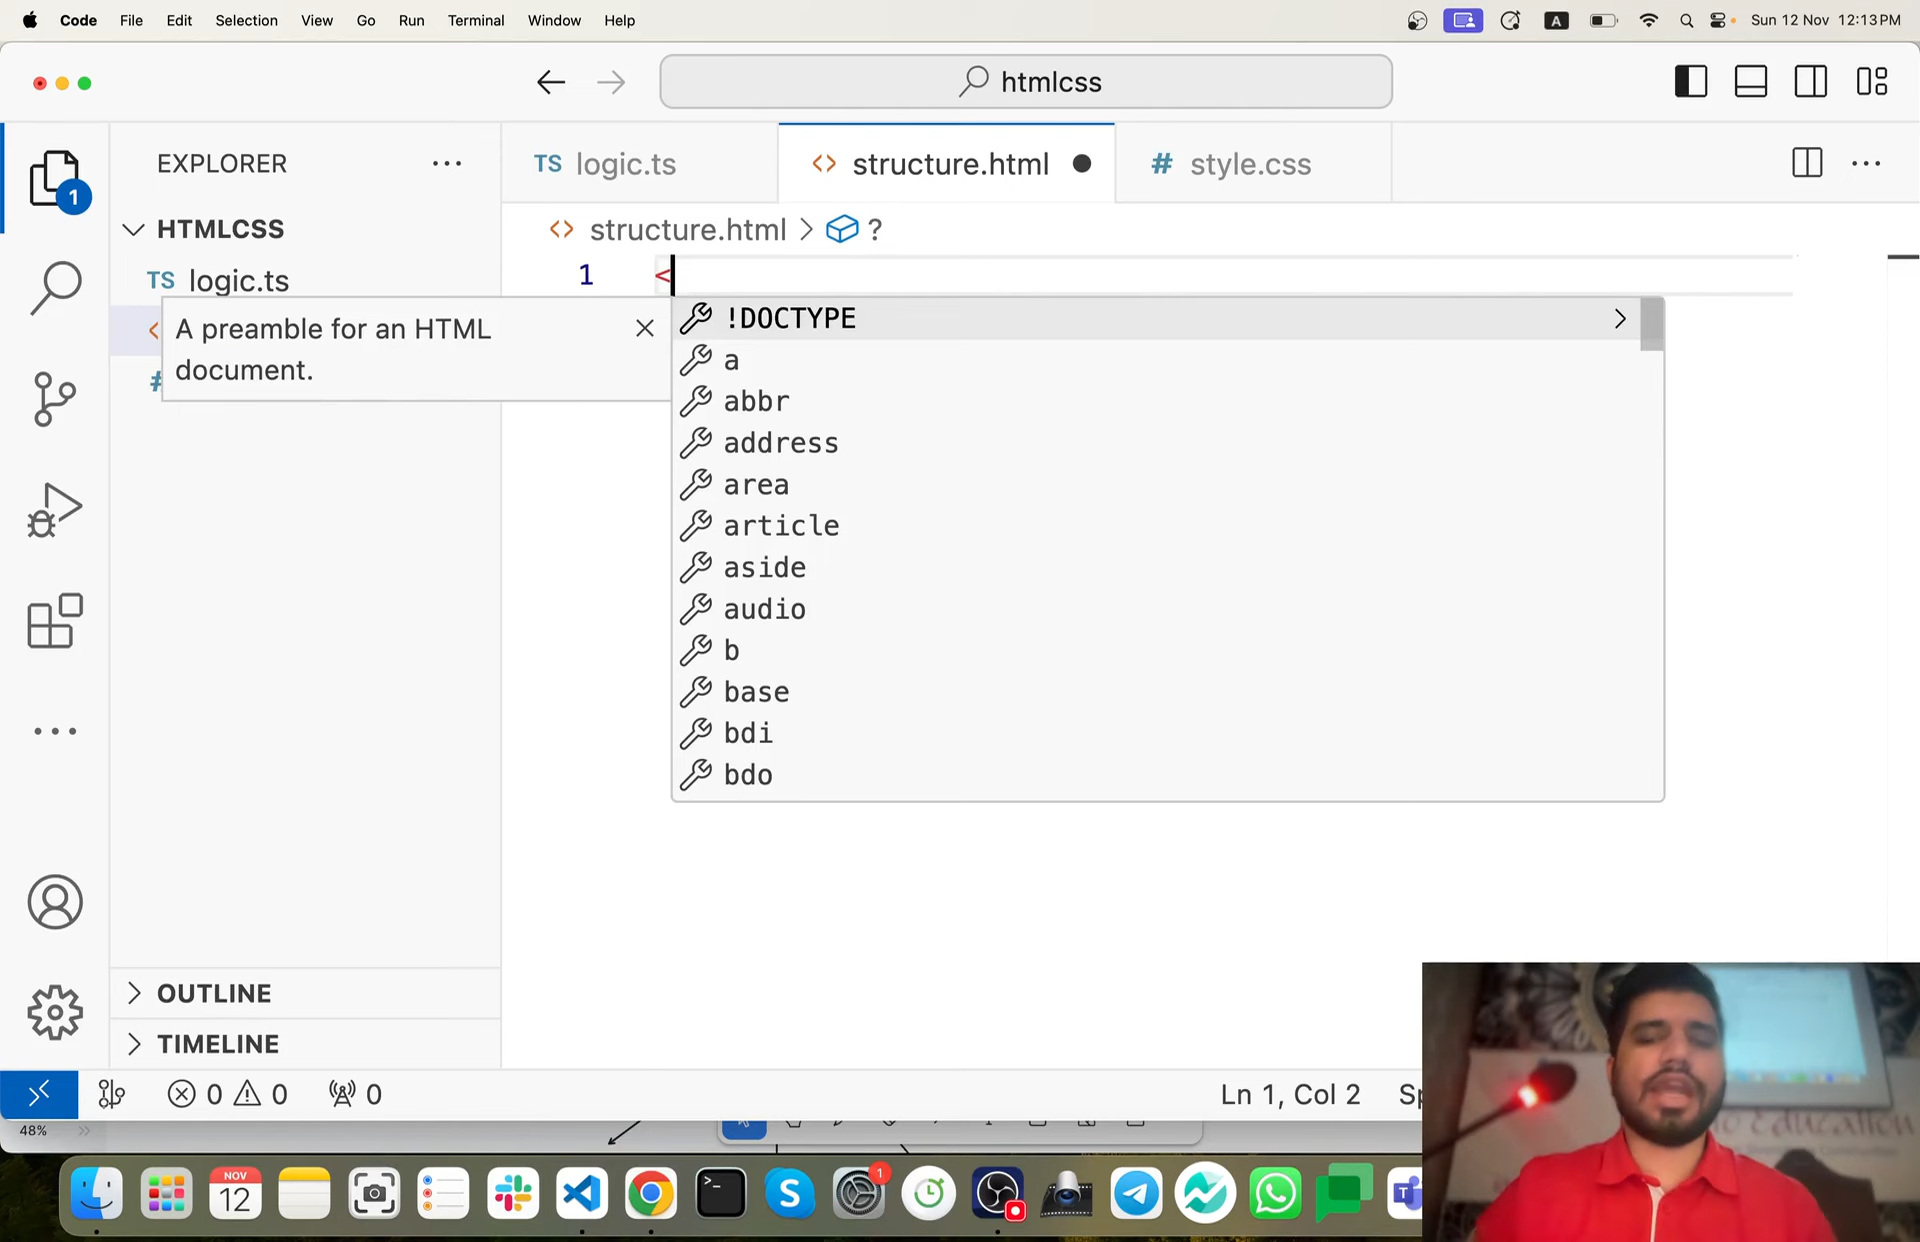 Code File Edit Selection View Go Run Terminal Window Help A Sun 12 Nov 12:13 PM
htmlcss
EXPLORER ...
1
HTMLCSS
TS logic.ts
TS logic.ts
<> structure.html
# style.css
<> structure.html > ?
1 <
A preamble for an HTML
document.
!DOCTYPE
a
abbr
address
area
article
aside
audio
b
base
bdi
bdo
OUTLINE
TIMELINE
0 0 0
Ln 1, Col 2
48%
NOV
12
1
S
T
Education